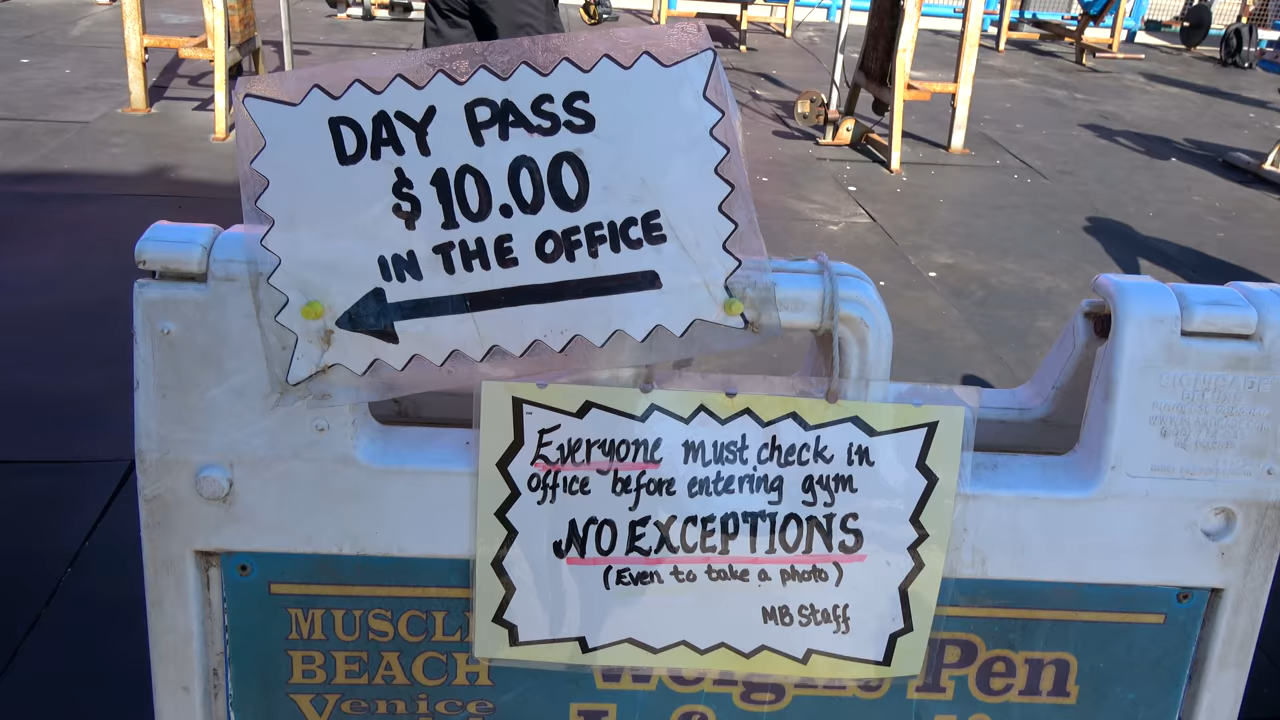 DAY PASS
$10.00
IN THE OFFICE
Everyone must check in
office before entering gym
NO EXCEPTIONS
(Even to take a photo)
MB Staff
MUSCLE
BEACH
Venice
Weight Pen